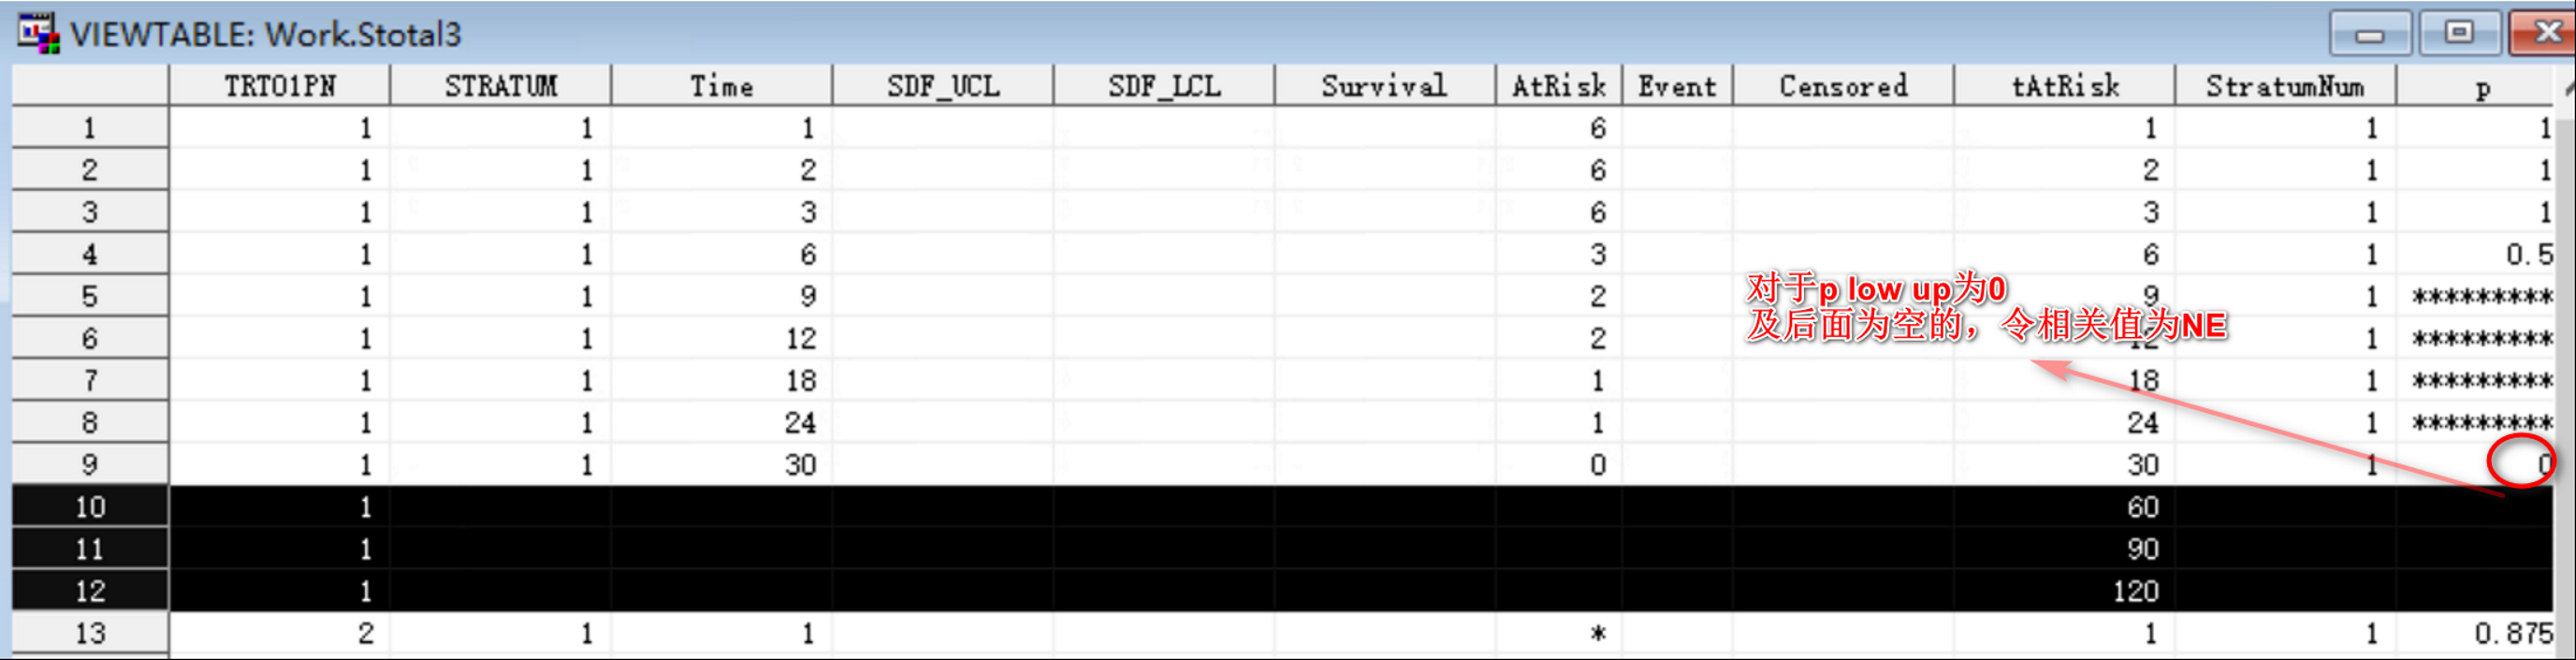 VIEWTABLE: Work.Stotal3
TRT01PN STRATUM Time SDF_UCL SDF_LCL Survival AtRisk Event Censored tAtRisk StratumNum p
1 1 1 1 6 1 1 1
2 1 1 2 6 2 1 1
3 1 1 3 6 3 1 1
4 1 1 6 3 6 1 0.5
5 1 1 9 2 9 1 *********
对于p low up为0
6 1 1 12 2 12 1 *********
及后面为空的，令相关值为NE
7 1 1 18 1 18 1 *********
8 1 1 24 1 24 1 *********
9 1 1 30 0 30 1 0
10 1 60
11 1 90
12 1 120
13 2 1 1 * 1 1 0.875